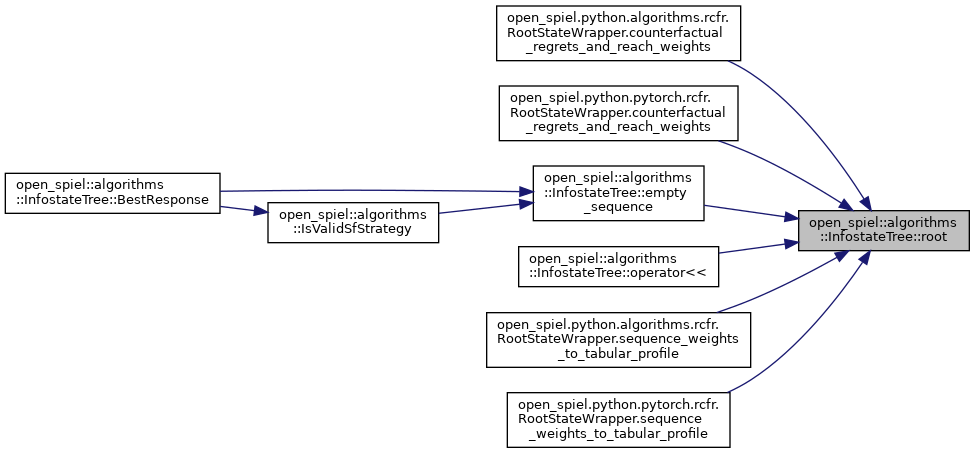 open_spiel.python.algorithms.rcfr.
RootStateWrapper.counterfactual
_regrets_and_reach_weights
open_spiel.python.pytorch.rcfr.
RootStateWrapper.counterfactual
_regrets_and_reach_weights
open_spiel::algorithms
::InfostateTree::BestResponse
open_spiel::algorithms
::IsValidSfStrategy
open_spiel::algorithms
::InfostateTree::empty
_sequence
open_spiel::algorithms
::InfostateTree::root
open_spiel::algorithms
::InfostateTree::operator<<
open_spiel.python.algorithms.rcfr.
RootStateWrapper.sequence_weights
_to_tabular_profile
open_spiel.python.pytorch.rcfr.
RootStateWrapper.sequence
_weights_to_tabular_profile